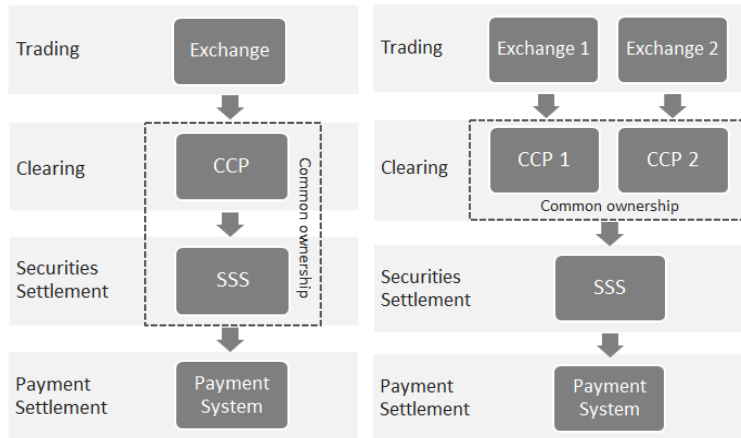 Trading
Exchange
Clearing
CCP
Common ownership
Securities
Settlement
SSS
Payment
Settlement
Payment
System
Trading
Exchange 1
Exchange 2
Clearing
CCP 1
CCP 2
Common ownership
Securities
Settlement
SSS
Payment
Settlement
Payment
System